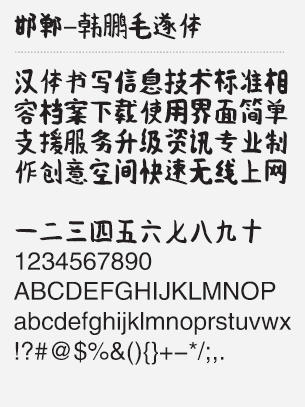 邯郸-韩鹏毛遂体
汉体书写信息技术标准相
容档案下载使用界面简单
支援服务升级资讯专业制
作创意空间快速无线上网
一二三四五六七八九十
1234567890
ABCDEFGHIJKLMNOP
abcdefghijklmnoprstuvwx
!?#@$%&(){}+-*/;,.